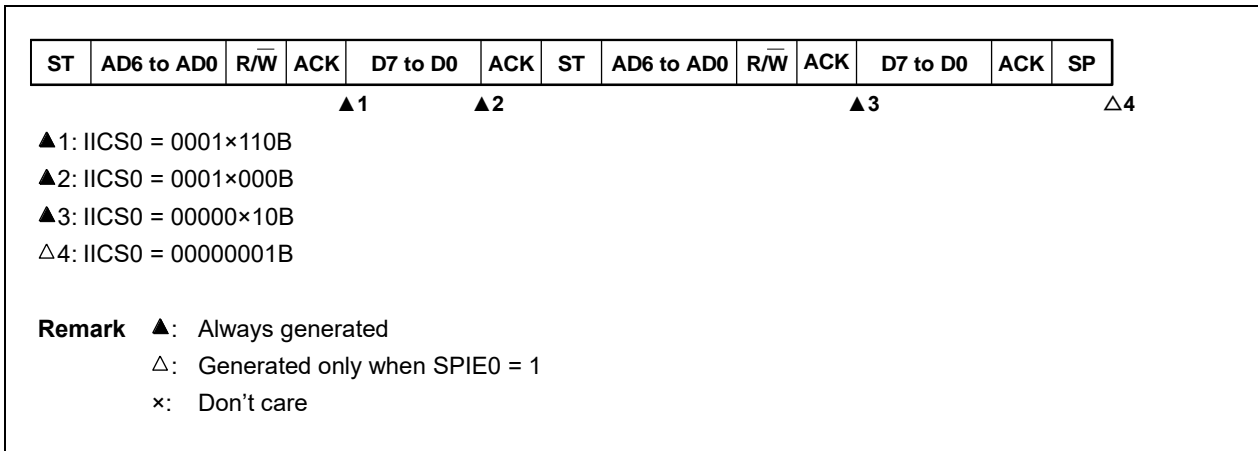 ST AD6 to AD0 R/W̅ ACK D7 to D0 ACK ST AD6 to AD0 R/W̅ ACK D7 to D0 ACK SP
▲1 ▲2 ▲3 △4
▲1: IICS0 = 0001×110B
▲2: IICS0 = 0001×000B
▲3: IICS0 = 00000×10B
△4: IICS0 = 00000001B
Remark ▲: Always generated
△: Generated only when SPIE0 = 1
×: Don't care